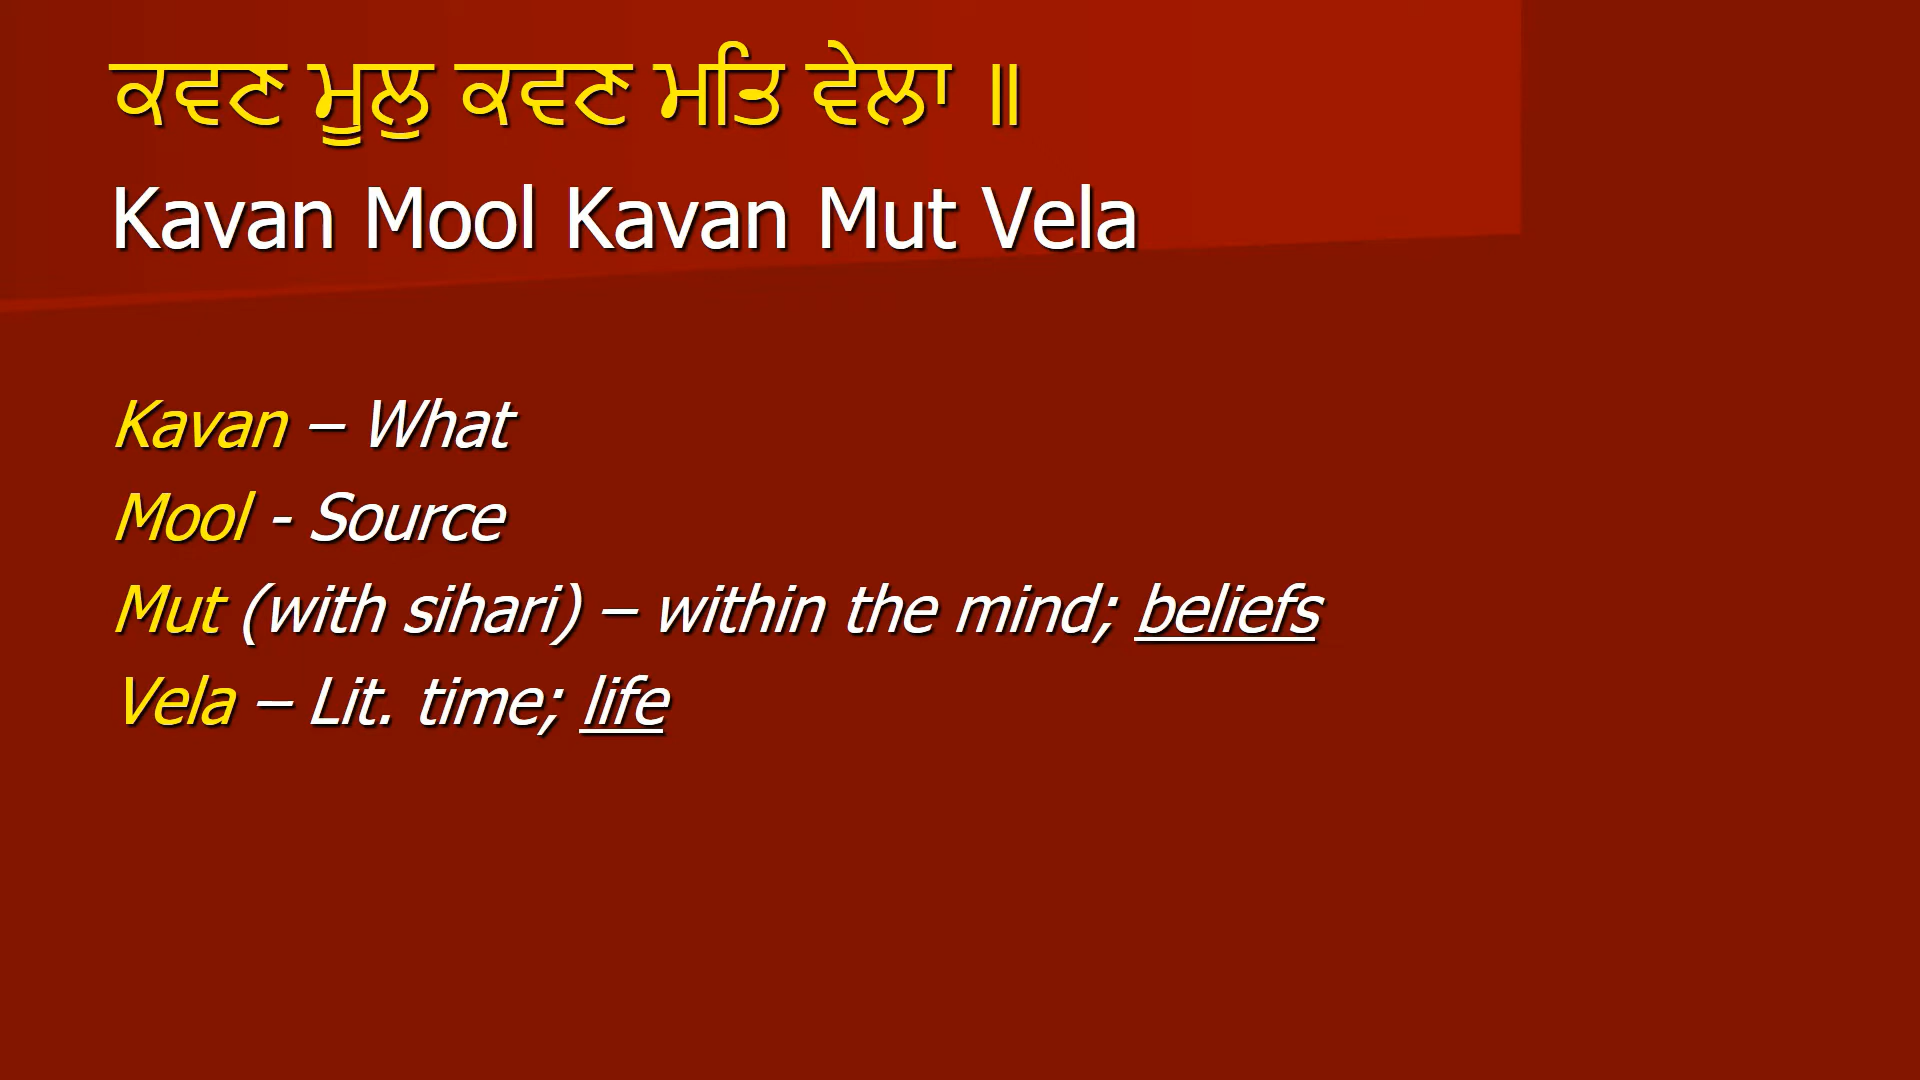 ਕਵਣ ਮੂਲੁ ਕਵਣ ਮਤਿ ਵੇਲਾ ॥
Kavan Mool Kavan Mut Vela
Kavan – What
Mool - Source
Mut (with sihari) – within the mind; beliefs
Vela – Lit. time; life